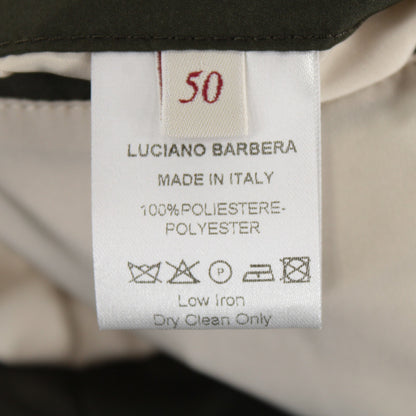 50
LUCIANO BARBERA
MADE IN ITALY
100%POLIESTERE-
POLYESTER
P
Low Iron
Dry Clean Only